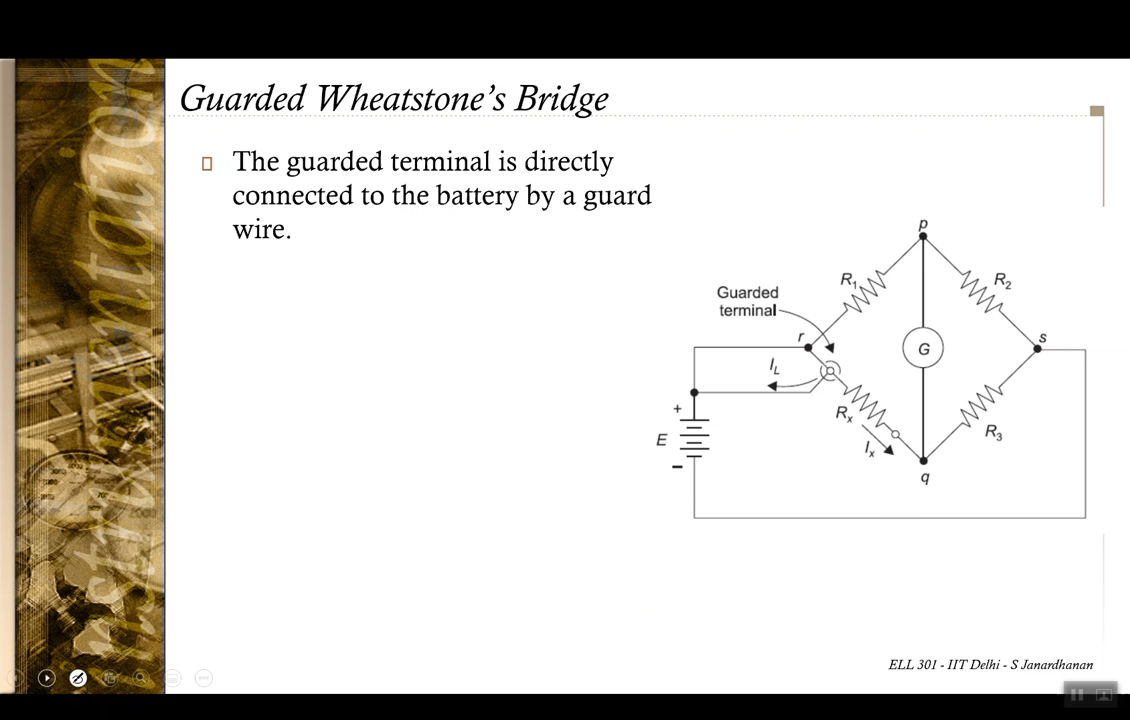 Guarded Wheatstone's Bridge
The guarded terminal is directly
connected to the battery by a guard
wire.
p
R₁
R₂
Guarded
terminal
r
s
G
I_L
+
E
−
Rₓ
Iₓ
R₃
q
ELL 301 - IIT Delhi - S Janardhanan